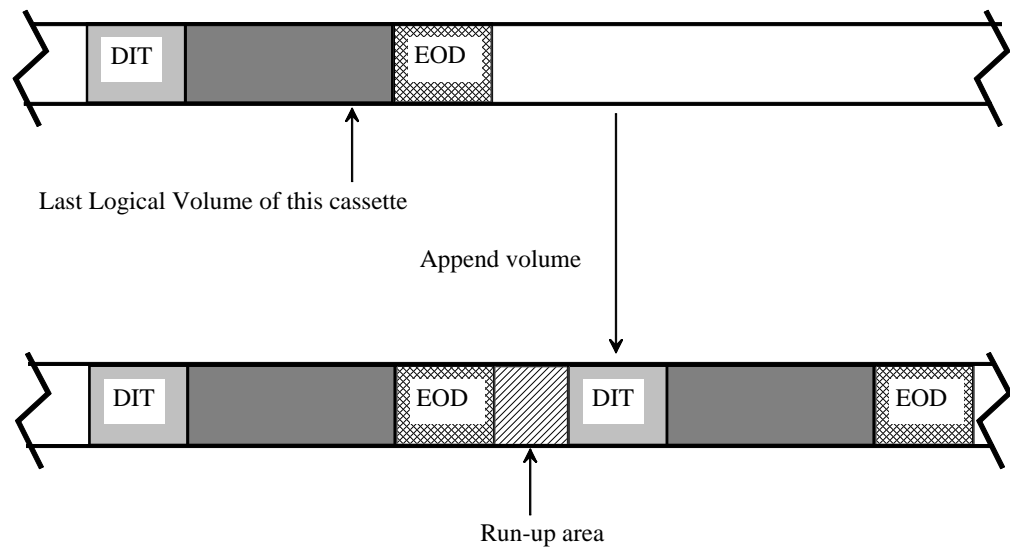 DIT
EOD
Last Logical Volume of this cassette
Append volume
DIT
EOD
DIT
EOD
Run-up area